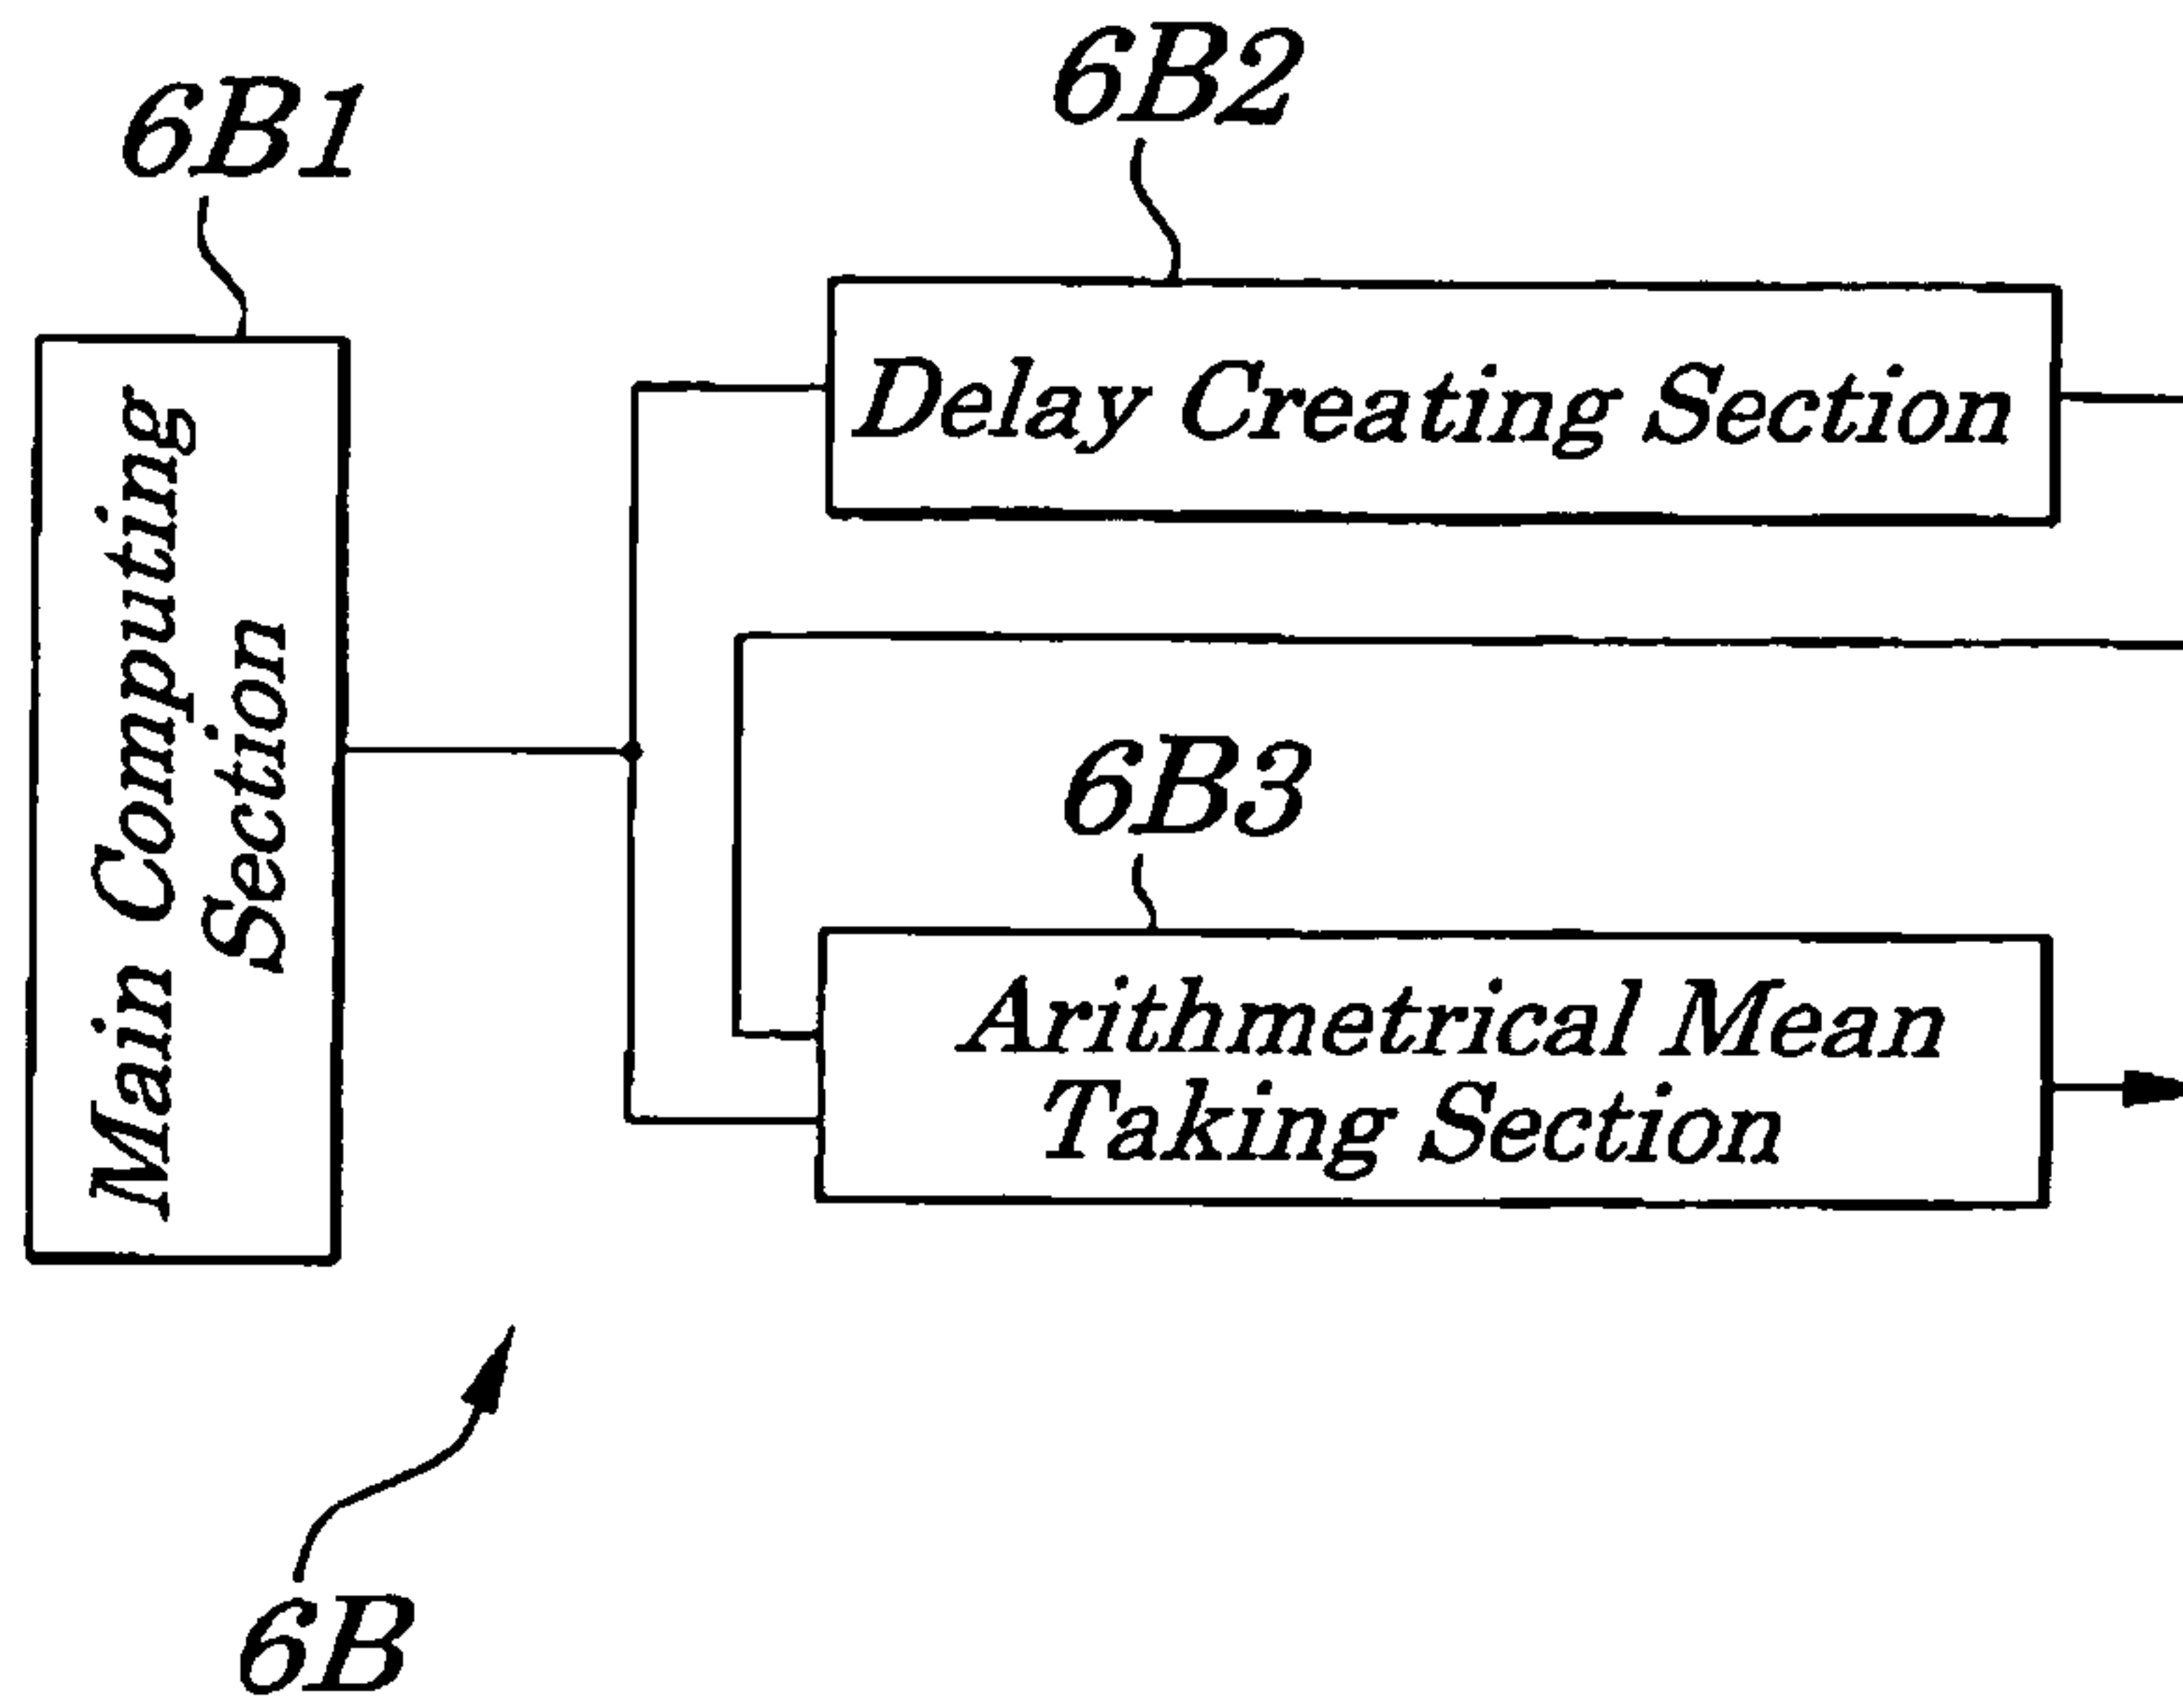 6B1
6B2
Main Computing
Section
Delay Creating Section
6B3
Arithmetrical Mean
Taking Section
6B